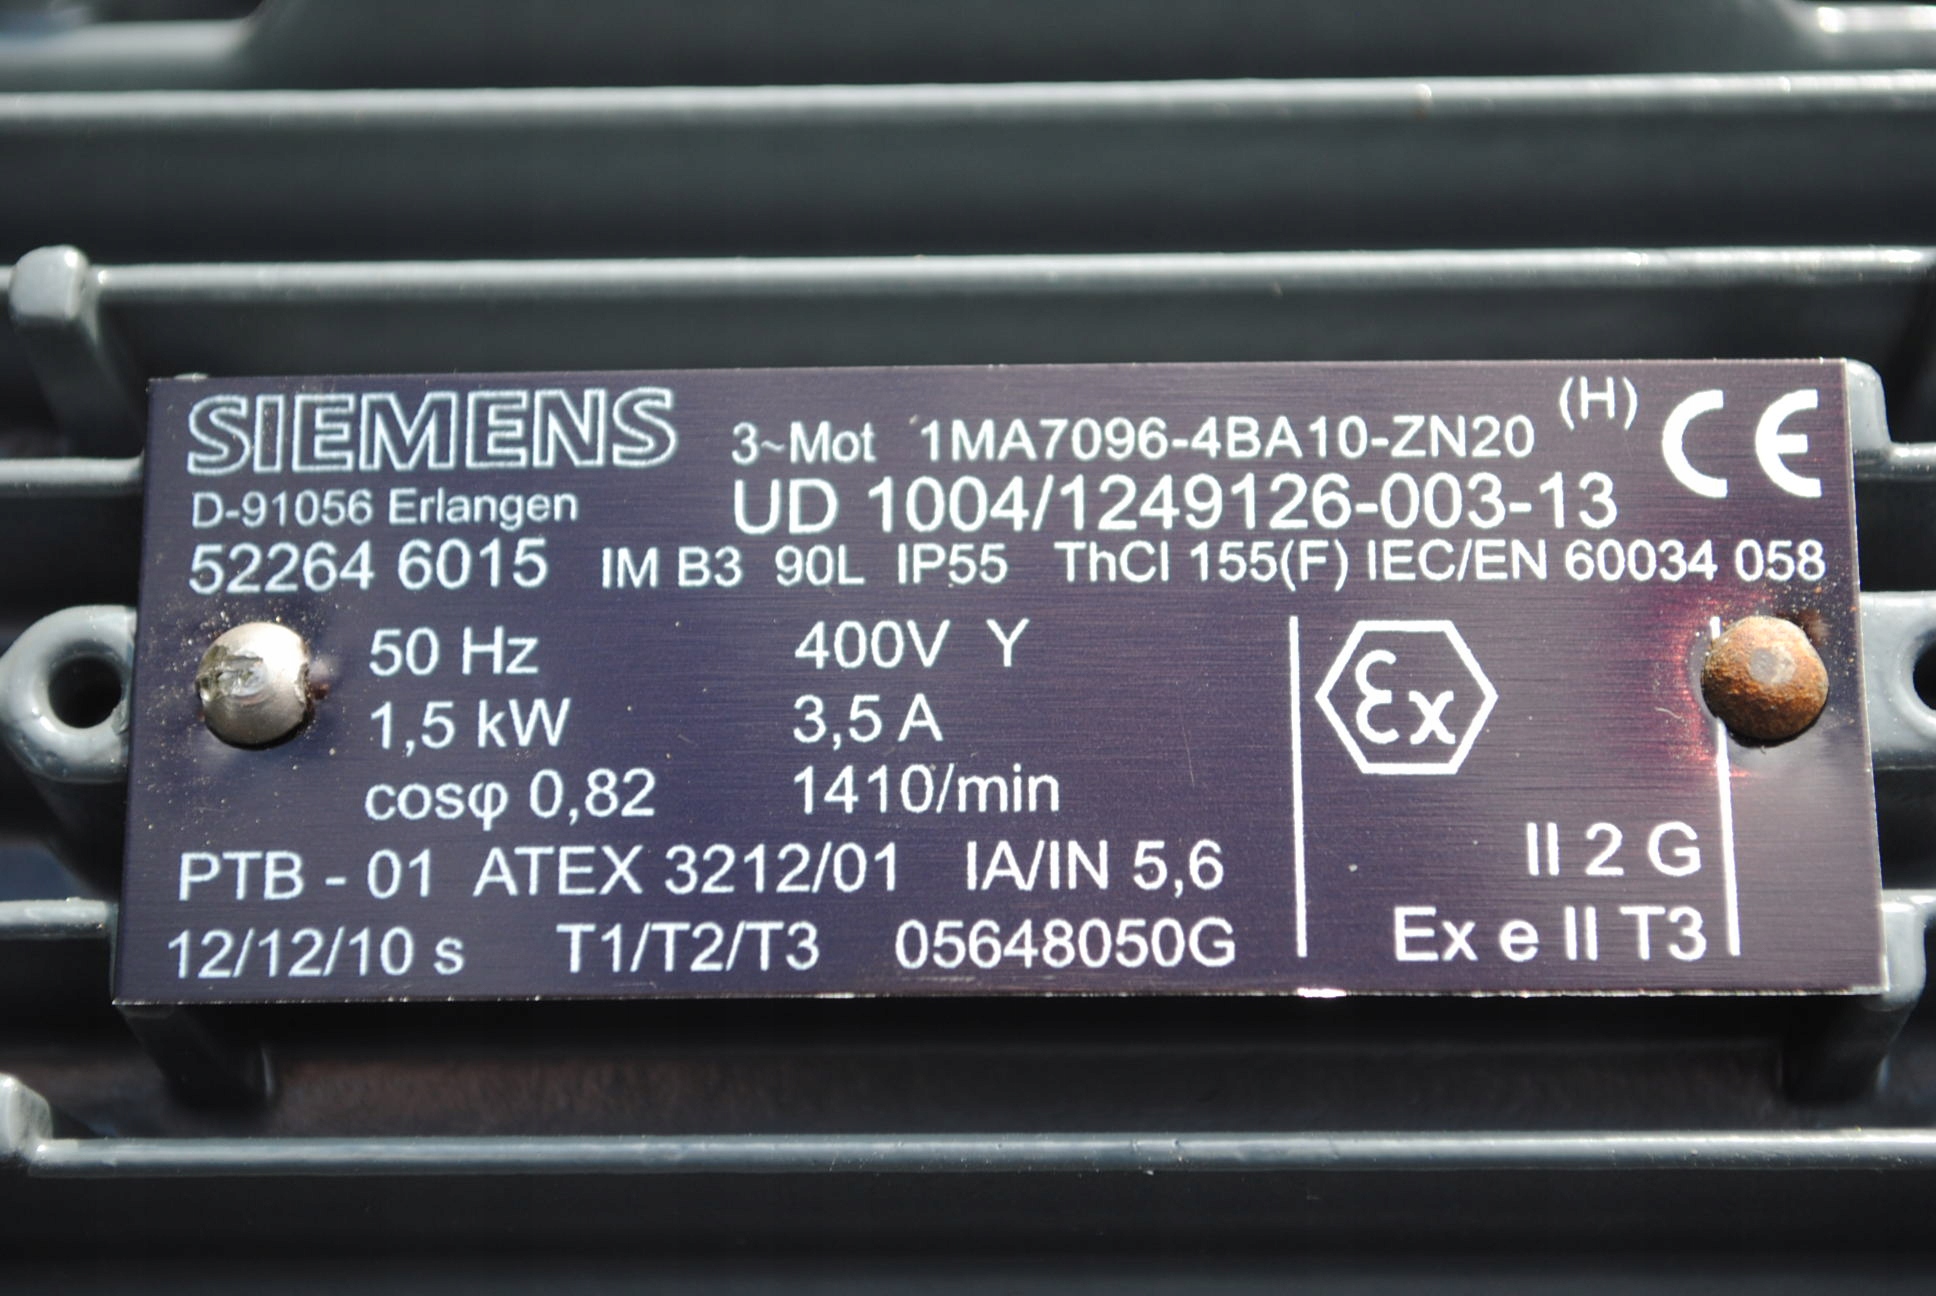 SIEMENS 3~Mot 1MA7096-4BA10-ZN20 (H) CE
D-91056 Erlangen UD 1004/1249126-003-13
52264 6015 IM B3 90L IP55 ThCl 155(F) IEC/EN 60034 058
50 Hz 400V Y
1,5 kW 3,5 A
cosφ 0,82 1410/min
PTB - 01 ATEX 3212/01 IA/IN 5,6
12/12/10 s T1/T2/T3 05648050G
Ex
II 2 G
Ex e II T3